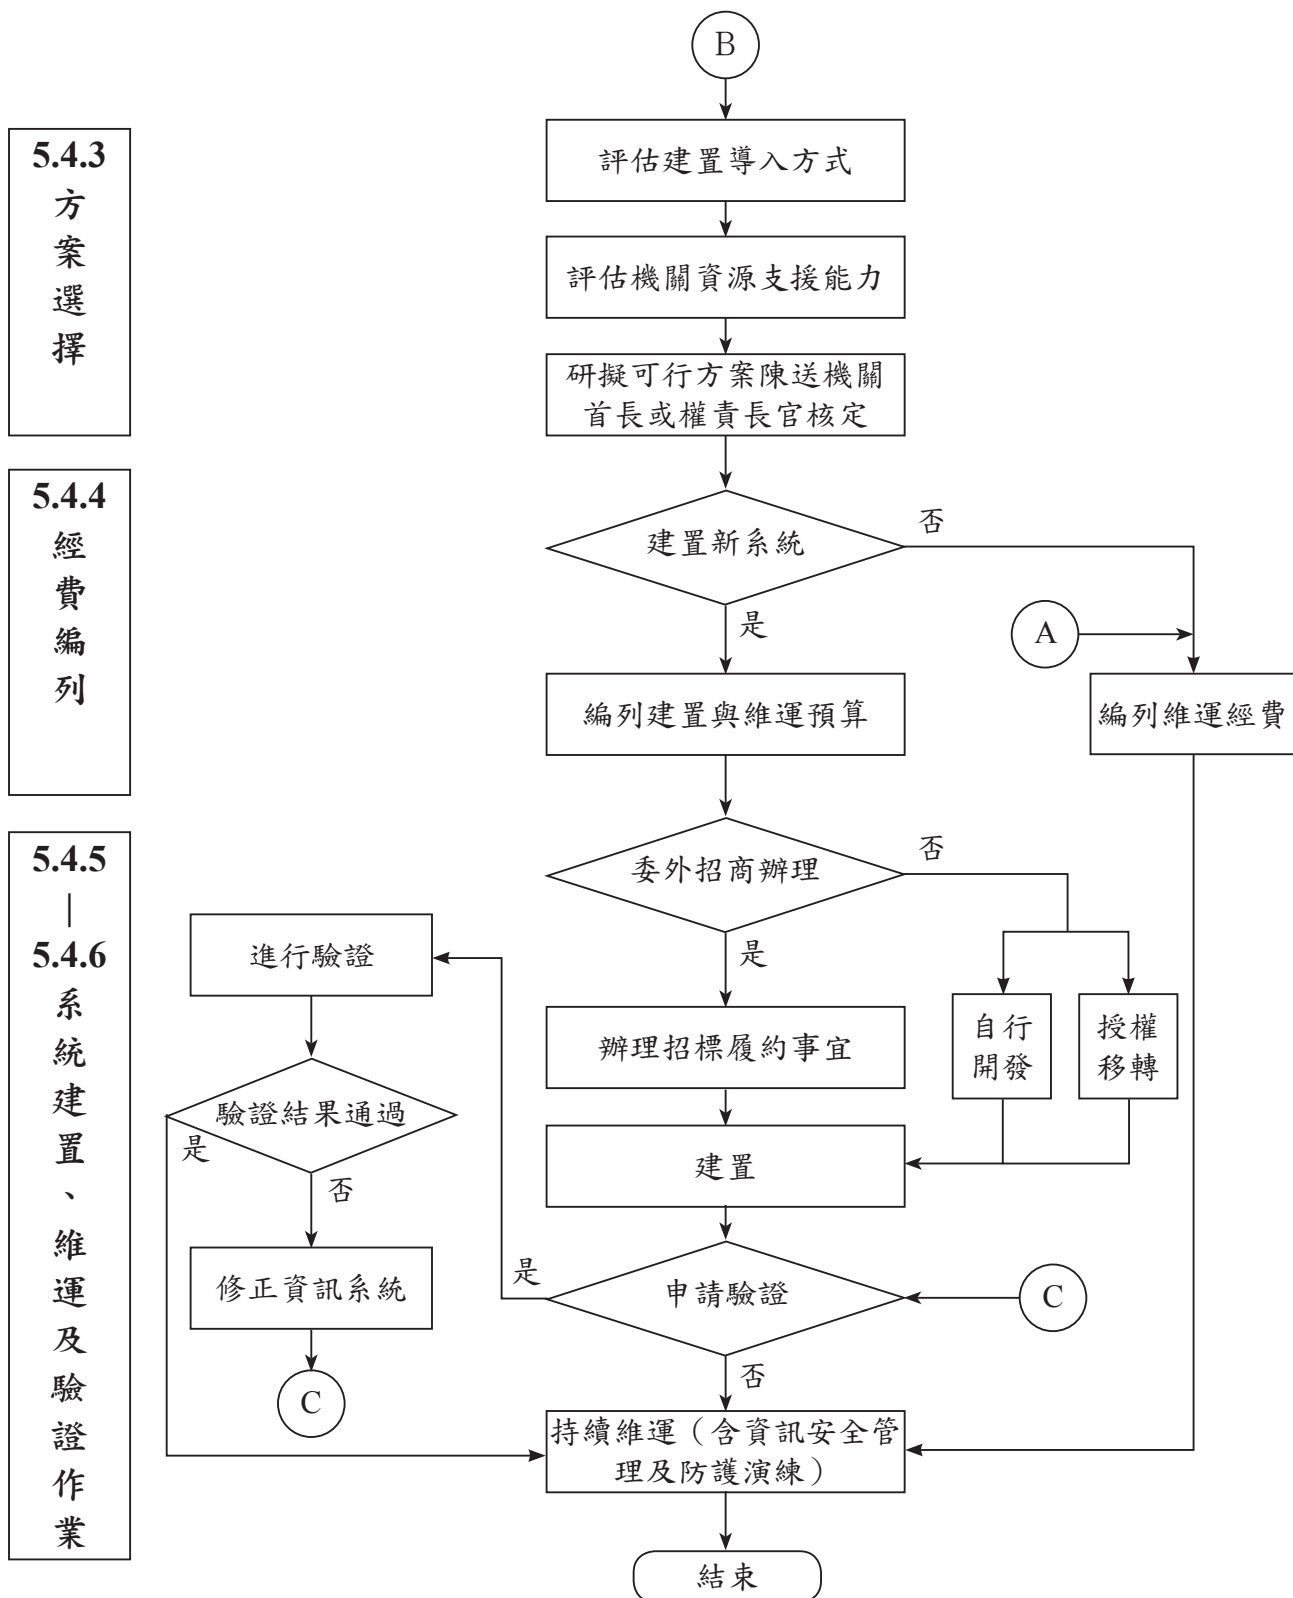 B
5.4.3
方
案
選
擇
評估建置導入方式
評估機關資源支援能力
研擬可行方案陳送機關
首長或權責長官核定
5.4.4
經
費
編
列
建置新系統
否
是
A
編列建置與維運預算
編列維運經費
5.4.5
|
5.4.6
系
統
建
置
、
維
運
及
驗
證
作
業
委外招商辦理
否
是
進行驗證
辦理招標履約事宜
自行
開發
授權
移轉
驗證結果通過
是
否
建置
修正資訊系統
是
申請驗證
C
否
C
持續維運（含資訊安全管
理及防護演練）
結束